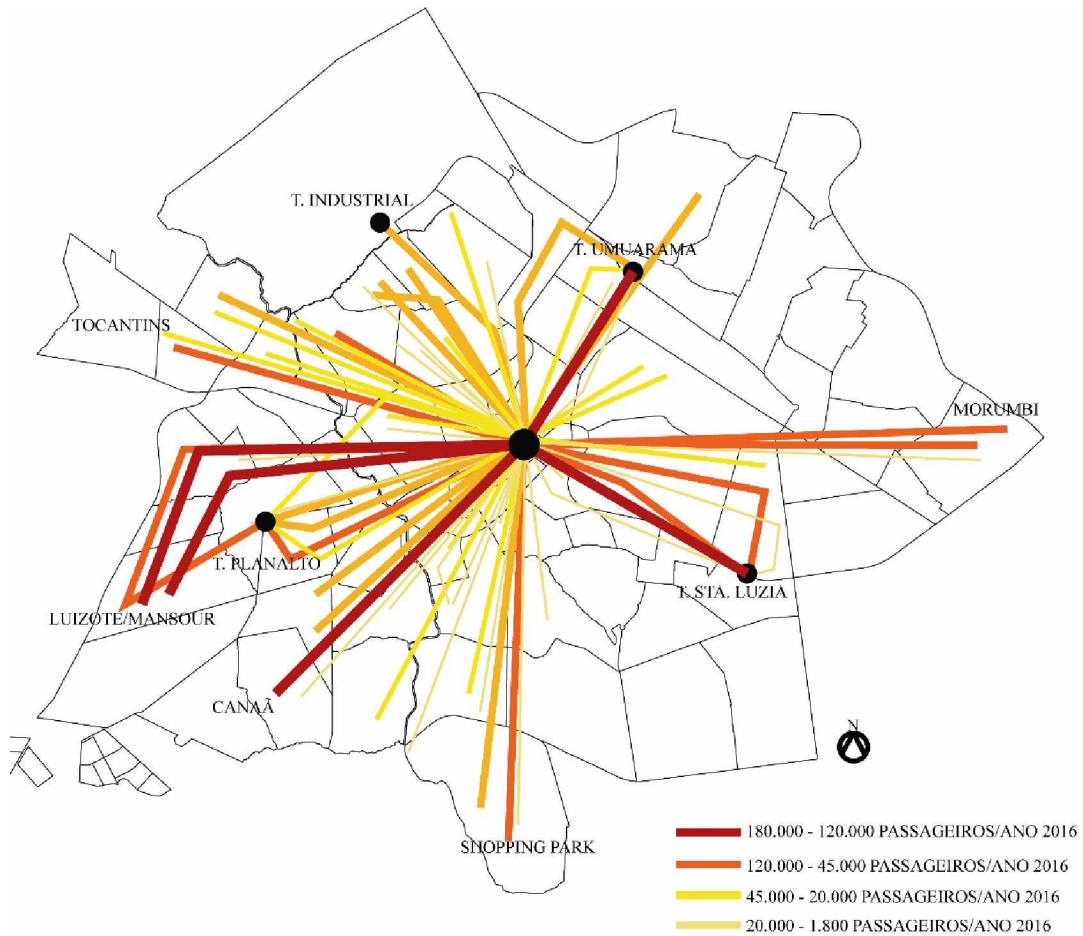 T. INDUSTRIAL
T. UMUARAMA
TOCANTINS
MORUMBI
T. PLANALTO
T. STA. LUZIA
LUIZOTE/MANSOUR
CANAÃ
N
SHOPPING PARK
180.000 - 120.000 PASSAGEIROS/ANO 2016
120.000 - 45.000 PASSAGEIROS/ANO 2016
45.000 - 20.000 PASSAGEIROS/ANO 2016
20.000 - 1.800 PASSAGEIROS/ANO 2016